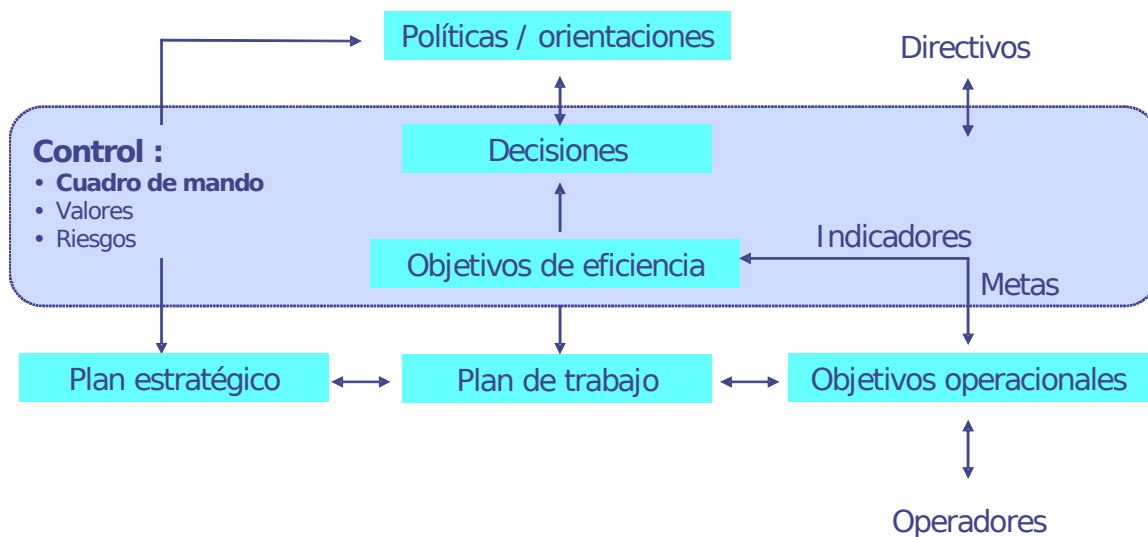 Políticas / orientaciones
Directivos
Control :
• Cuadro de mando
• Valores
• Riesgos
Decisiones
Indicadores
Objetivos de eficiencia
Metas
Plan estratégico
Plan de trabajo
Objetivos operacionales
Operadores